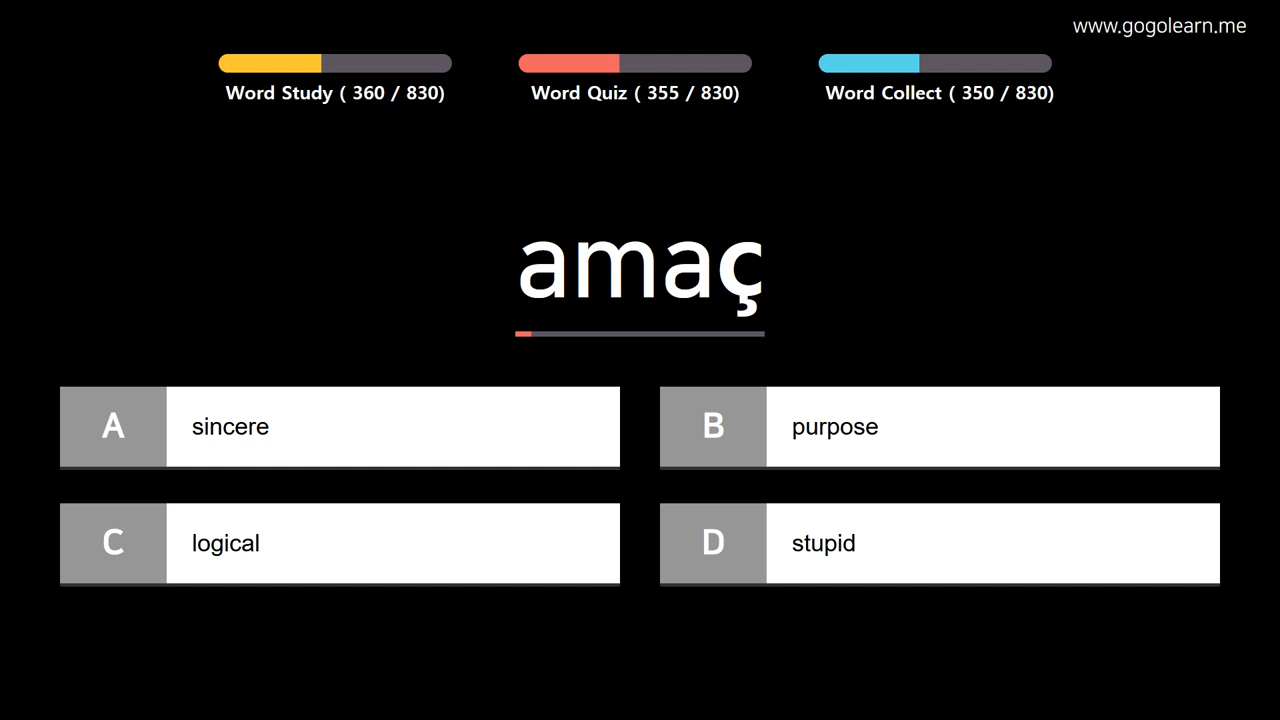 www.gogolearn.me
Word Study ( 360 / 830)
Word Quiz ( 355 / 830)
Word Collect ( 350 / 830)
amaç
A sincere
B purpose
C logical
D stupid